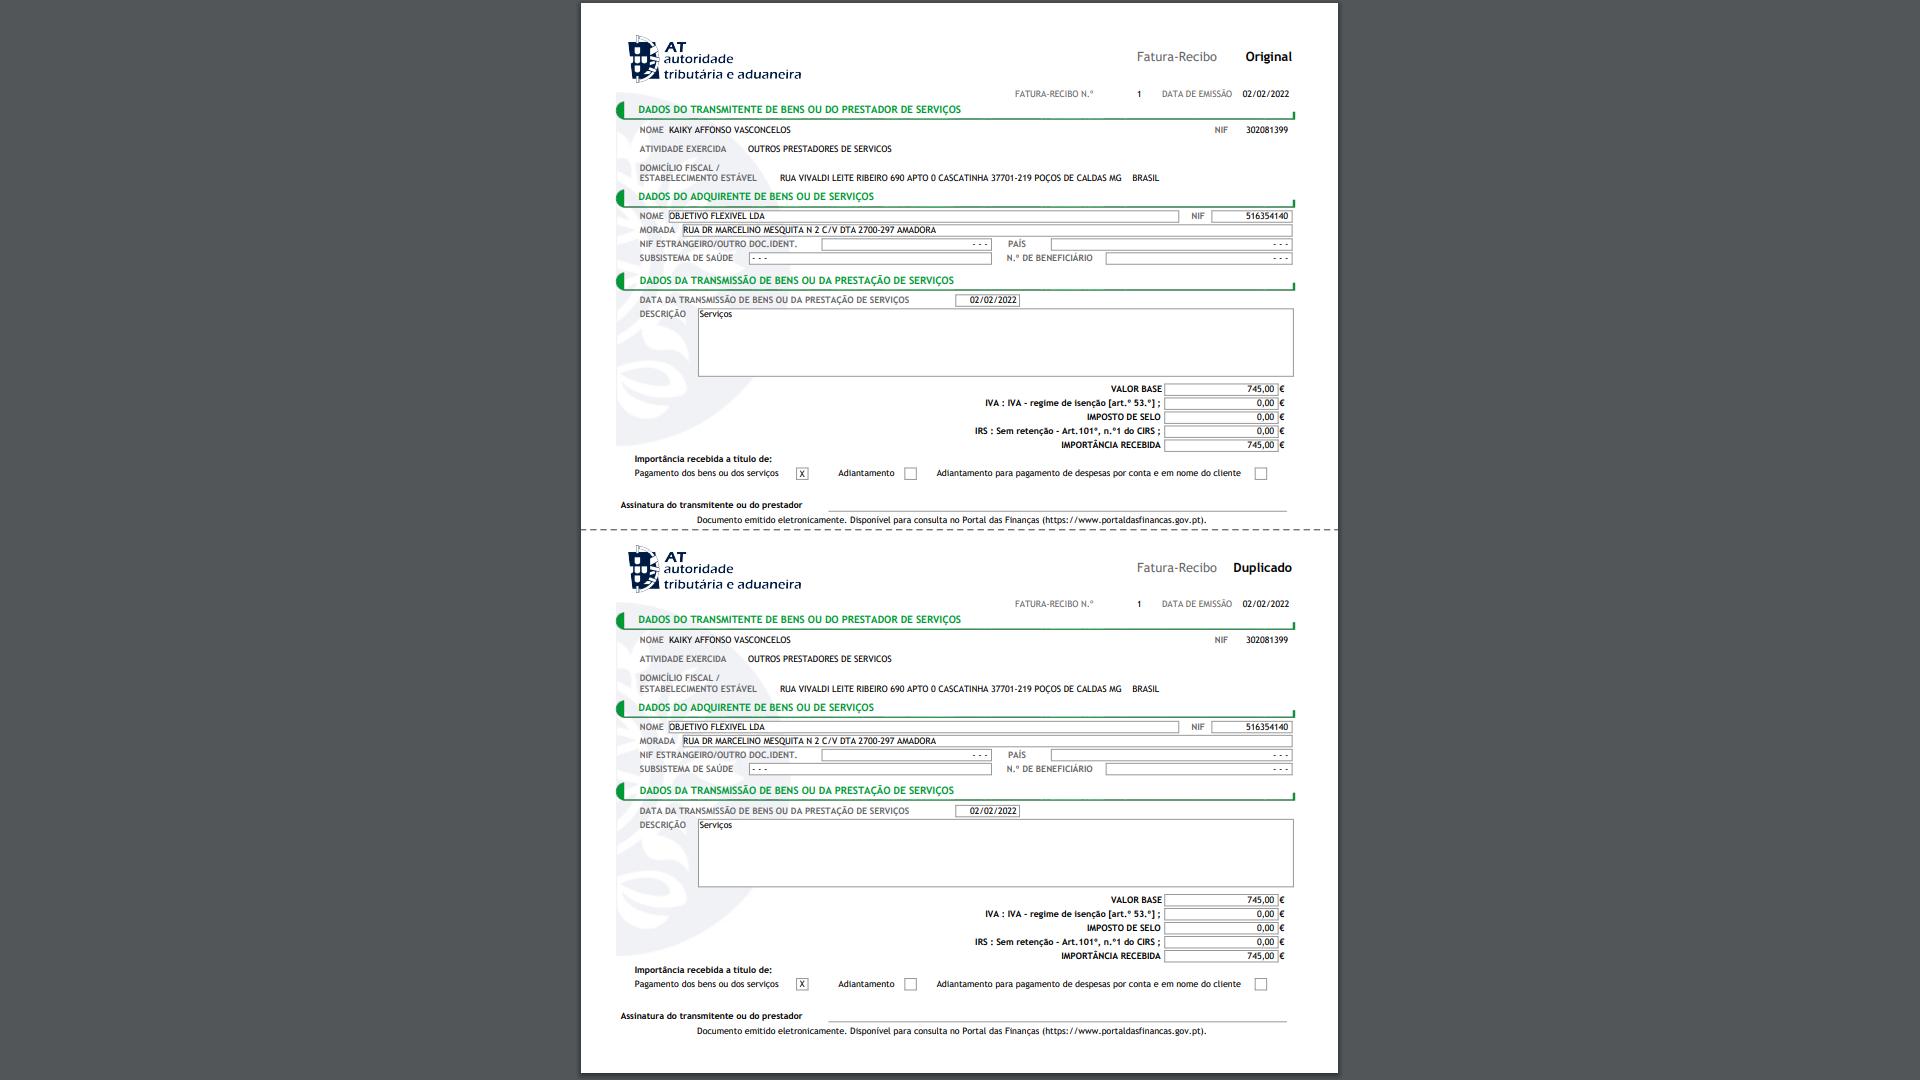 AT
autoridade
tributária e aduaneira
Fatura-Recibo Original
FATURA-RECIBO N.º 1 DATA DE EMISSÃO 02/02/2022
DADOS DO TRANSMITENTE DE BENS OU DO PRESTADOR DE SERVIÇOS
NOME KAIKY AFFONSO VASCONCELOS NIF 302081399
ATIVIDADE EXERCIDA OUTROS PRESTADORES DE SERVICOS
DOMICÍLIO FISCAL /
ESTABELECIMENTO ESTÁVEL RUA VIVALDI LEITE RIBEIRO 690 APTO 0 CASCATINHA 37701-219 POÇOS DE CALDAS MG BRASIL
DADOS DO ADQUIRENTE DE BENS OU DE SERVIÇOS
NOME OBJETIVO FLEXIVEL LDA NIF 516354140
MORADA RUA DR MARCELINO MESQUITA N 2 C/V DTA 2700-297 AMADORA
NIF ESTRANGEIRO/OUTRO DOC.IDENT. - - - PAÍS - - -
SUBSISTEMA DE SAÚDE - - - N.º DE BENEFICIÁRIO - - -
DADOS DA TRANSMISSÃO DE BENS OU DA PRESTAÇÃO DE SERVIÇOS
DATA DA TRANSMISSÃO DE BENS OU DA PRESTAÇÃO DE SERVIÇOS 02/02/2022
DESCRIÇÃO Serviços
VALOR BASE 745,00 €
IVA : IVA - regime de isenção [art.º 53.º] ; 0,00 €
IMPOSTO DE SELO 0,00 €
IRS : Sem retenção - Art.101º, n.º1 do CIRS ; 0,00 €
IMPORTÂNCIA RECEBIDA 745,00 €
Importância recebida a título de:
Pagamento dos bens ou dos serviços X Adiantamento Adiantamento para pagamento de despesas por conta e em nome do cliente
Assinatura do transmitente ou do prestador
Documento emitido eletronicamente. Disponível para consulta no Portal das Finanças (https://www.portaldasfinancas.gov.pt).
AT
autoridade
tributária e aduaneira
Fatura-Recibo Duplicado
FATURA-RECIBO N.º 1 DATA DE EMISSÃO 02/02/2022
DADOS DO TRANSMITENTE DE BENS OU DO PRESTADOR DE SERVIÇOS
NOME KAIKY AFFONSO VASCONCELOS NIF 302081399
ATIVIDADE EXERCIDA OUTROS PRESTADORES DE SERVICOS
DOMICÍLIO FISCAL /
ESTABELECIMENTO ESTÁVEL RUA VIVALDI LEITE RIBEIRO 690 APTO 0 CASCATINHA 37701-219 POÇOS DE CALDAS MG BRASIL
DADOS DO ADQUIRENTE DE BENS OU DE SERVIÇOS
NOME OBJETIVO FLEXIVEL LDA NIF 516354140
MORADA RUA DR MARCELINO MESQUITA N 2 C/V DTA 2700-297 AMADORA
NIF ESTRANGEIRO/OUTRO DOC.IDENT. - - - PAÍS - - -
SUBSISTEMA DE SAÚDE - - - N.º DE BENEFICIÁRIO - - -
DADOS DA TRANSMISSÃO DE BENS OU DA PRESTAÇÃO DE SERVIÇOS
DATA DA TRANSMISSÃO DE BENS OU DA PRESTAÇÃO DE SERVIÇOS 02/02/2022
DESCRIÇÃO Serviços
VALOR BASE 745,00 €
IVA : IVA - regime de isenção [art.º 53.º] ; 0,00 €
IMPOSTO DE SELO 0,00 €
IRS : Sem retenção - Art.101º, n.º1 do CIRS ; 0,00 €
IMPORTÂNCIA RECEBIDA 745,00 €
Importância recebida a título de:
Pagamento dos bens ou dos serviços X Adiantamento Adiantamento para pagamento de despesas por conta e em nome do cliente
Assinatura do transmitente ou do prestador
Documento emitido eletronicamente. Disponível para consulta no Portal das Finanças (https://www.portaldasfinancas.gov.pt).